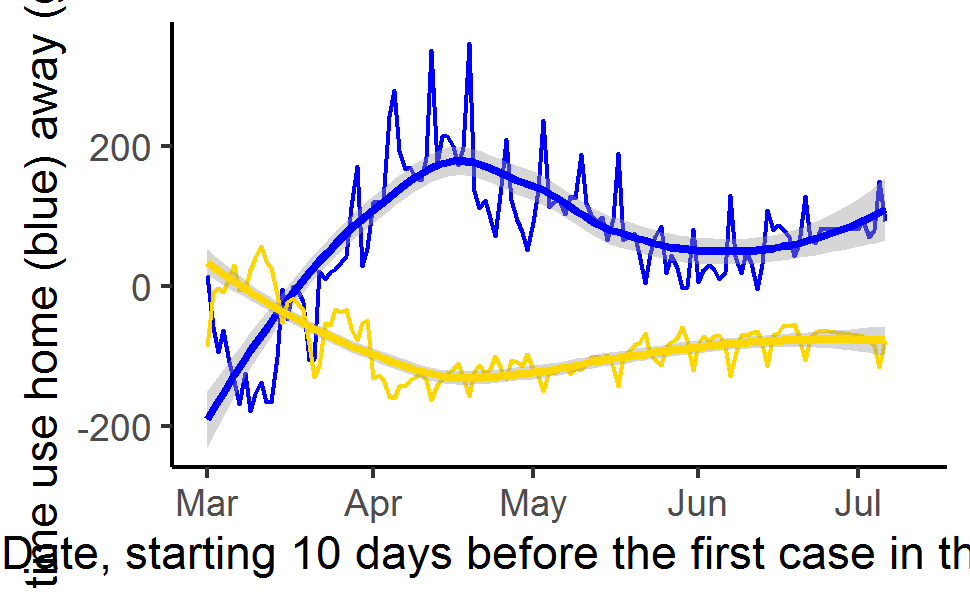 time use home (blue) away (
200
0
-200
Mar Apr May Jun Jul
Date, starting 10 days before the first case in th